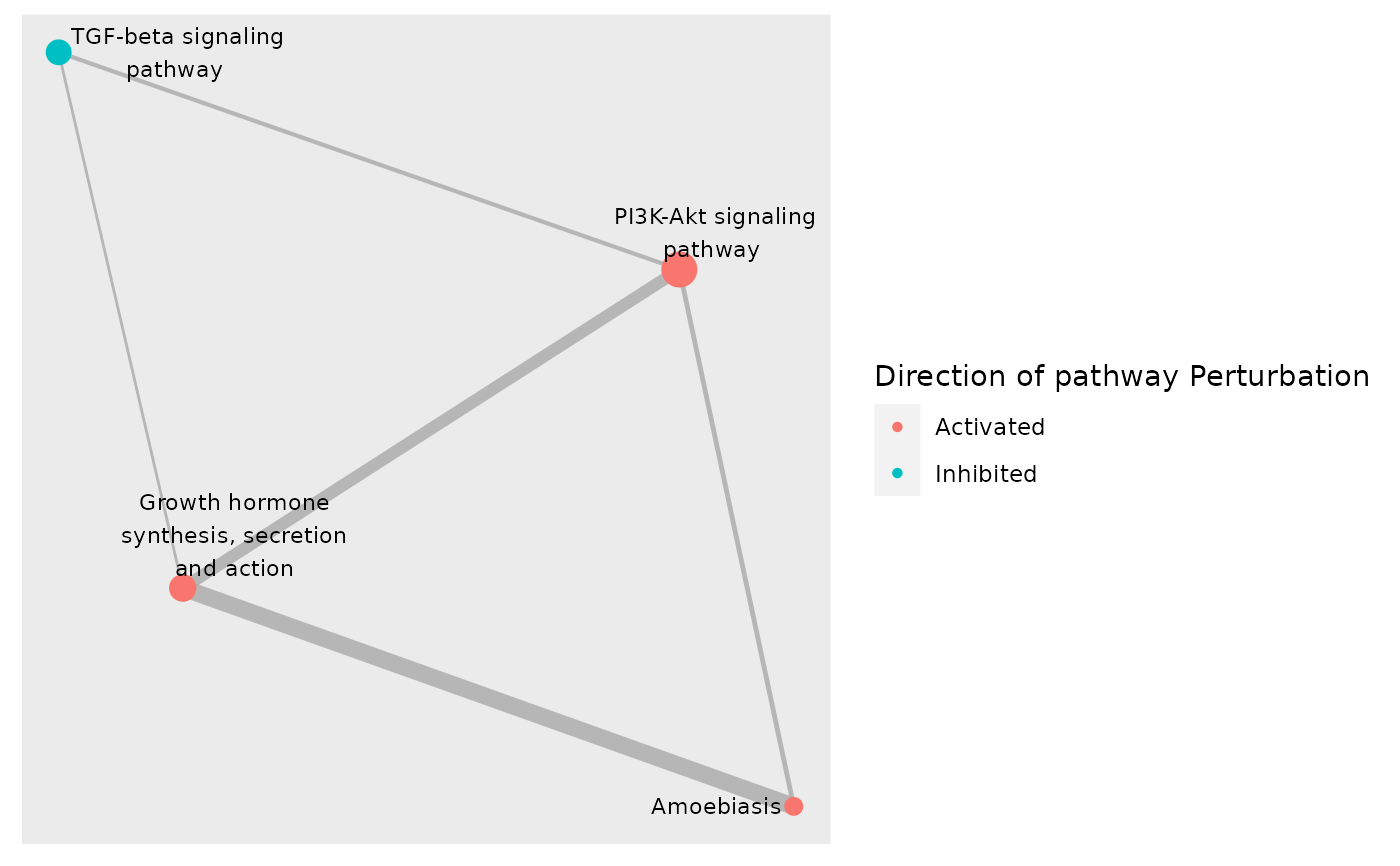 TGF-beta signaling
pathway
PI3K-Akt signaling
pathway
Growth hormone
synthesis, secretion
and action
Amoebiasis
Direction of pathway Perturbation
Activated
Inhibited